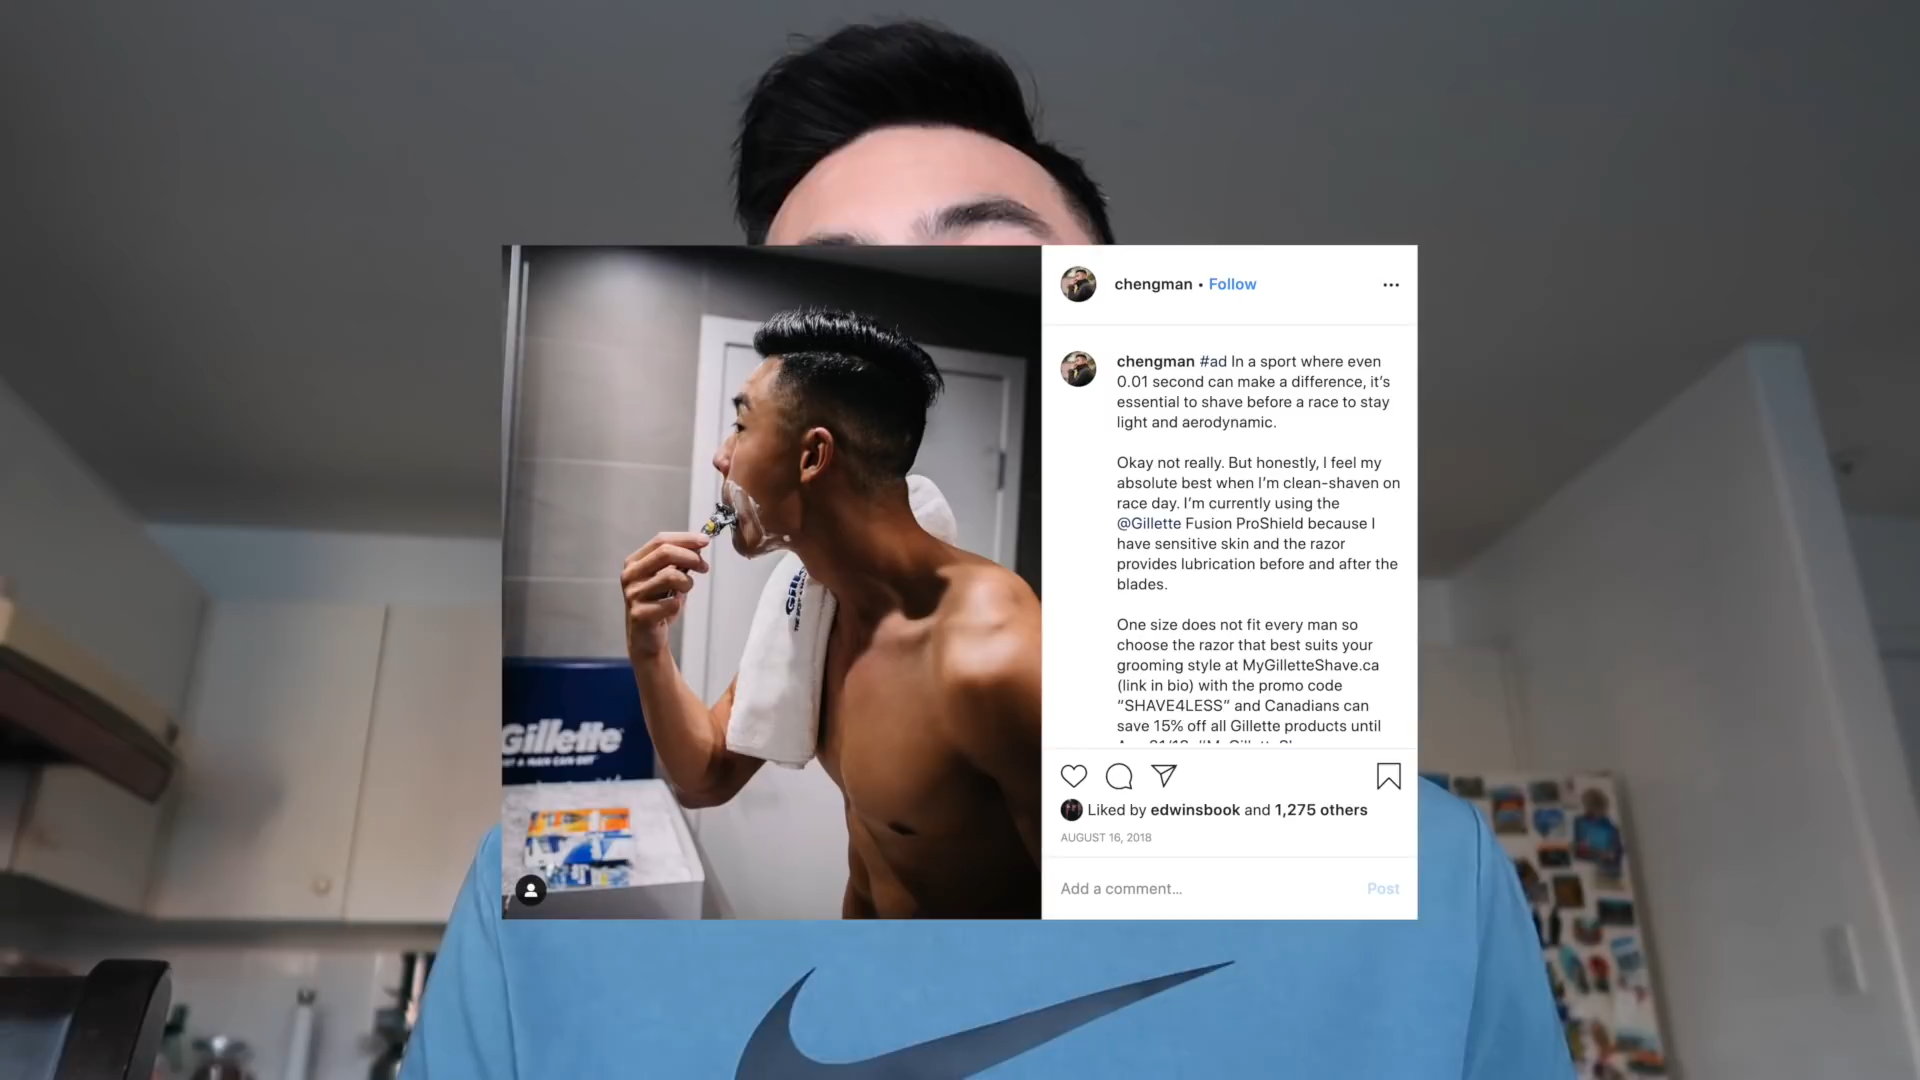 chengman • Follow
chengman #ad In a sport where even
0.01 second can make a difference, it's
essential to shave before a race to stay
light and aerodynamic.
Okay not really. But honestly, I feel my
absolute best when I'm clean-shaven on
race day. I'm currently using the
@Gillette Fusion ProShield because I
have sensitive skin and the razor
provides lubrication before and after the
blades.
One size does not fit every man so
choose the razor that best suits your
grooming style at MyGilletteShave.ca
(link in bio) with the promo code
“SHAVE4LESS” and Canadians can
save 15% off all Gillette products until
Liked by edwinsbook and 1,275 others
AUGUST 16, 2018
Add a comment...
Post
Gillette